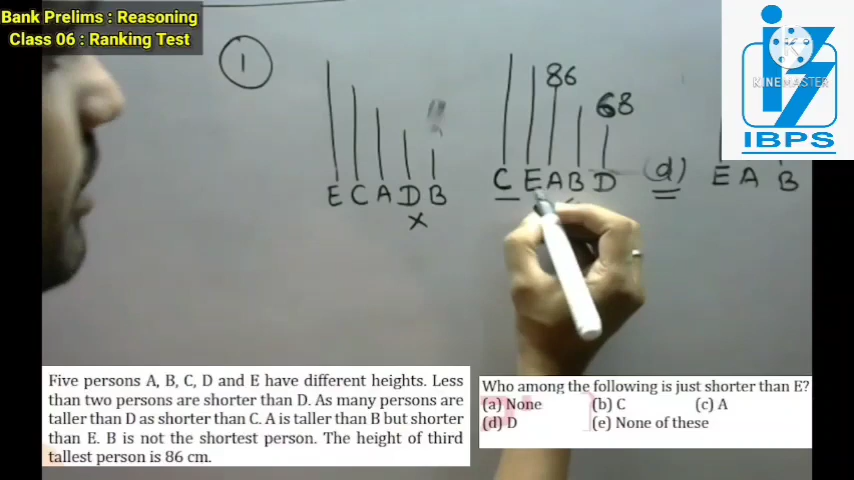 Bank Prelims : Reasoning
Class 06 : Ranking Test
1
E C A D B
X
86
68
C E A B D
(d)
E A B
KINEMASTER
IBPS
Five persons A, B, C, D and E have different heights. Less
than two persons are shorter than D. As many persons are
taller than D as shorter than C. A is taller than B but shorter
than E. B is not the shortest person. The height of third
tallest person is 86 cm.
Who among the following is just shorter than E?
(a) None (b) C (c) A
(d) D (e) None of these